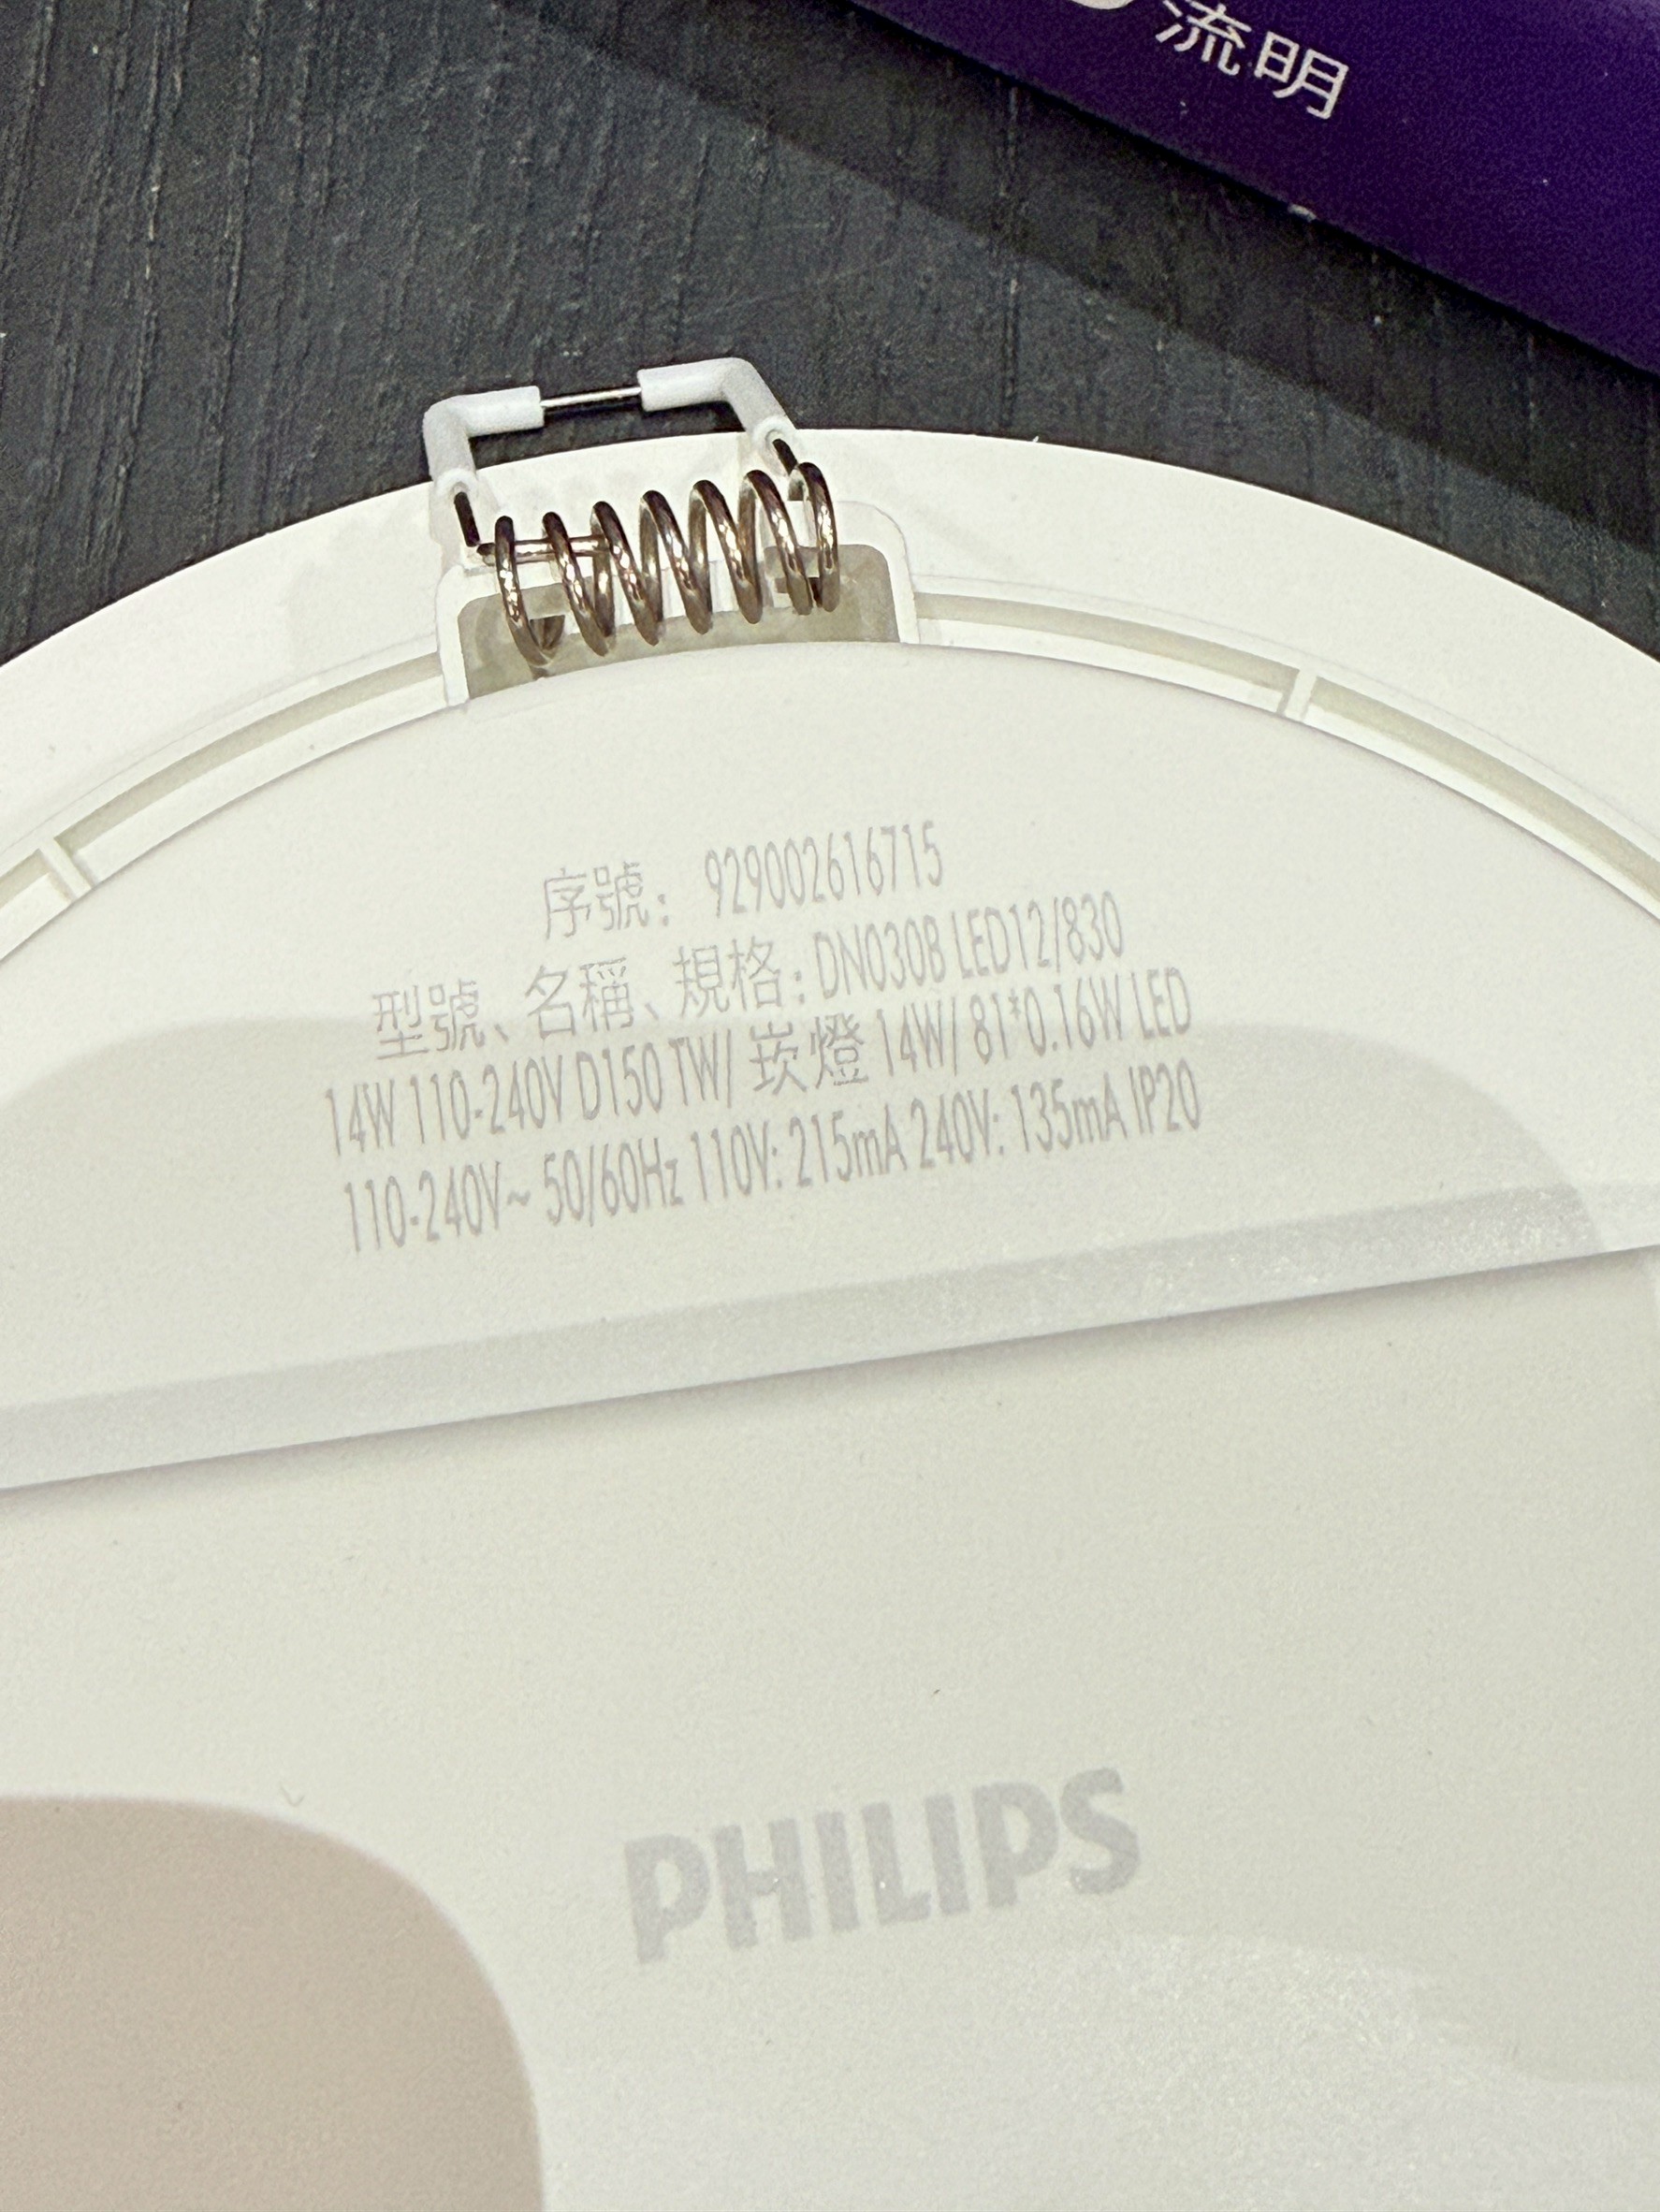 流明
序號: 929002616715
型號、名稱、規格: DN030B LED12/830
14W 110-240V D150 TW/ 崁燈 14W/ 81*0.16W LED
110-240V~ 50/60Hz 110V: 215mA 240V: 135mA IP20
PHILIPS